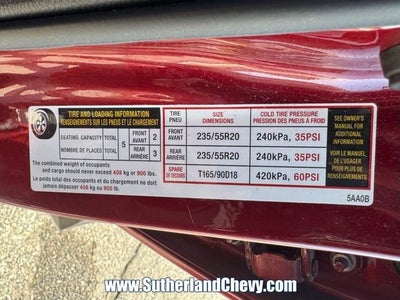 TIRE AND LOADING INFORMATION
RENSEIGNEMENTS SUR LES PNEUS ET LE CHARGEMENT
SEATING CAPACITY TOTAL 5 FRONT AVANT 2
NOMBRE DE PLACES TOTAL REAR ARRIÈRE 3
The combined weight of occupants
and cargo should never exceed 408 kg or 900 lbs.
Le poids total des occupants et du chargement ne doit
jamais dépasser 408 kg ou 900 lb.
TIRE PNEU SIZE DIMENSIONS COLD TIRE PRESSURE PRESSION DES PNEUS À FROID
FRONT AVANT 235/55R20 240kPa, 35PSI
REAR ARRIÈRE 235/55R20 240kPa, 35PSI
SPARE DE SECOURS T165/90D18 420kPa, 60PSI
SEE OWNER'S
MANUAL FOR
ADDITIONAL
INFORMATION
VOIR LE MANUEL
DE L'USAGER
POUR PLUS DE
RENSEIGNEMENTS
5AA0B
www.SutherlandChevy.com